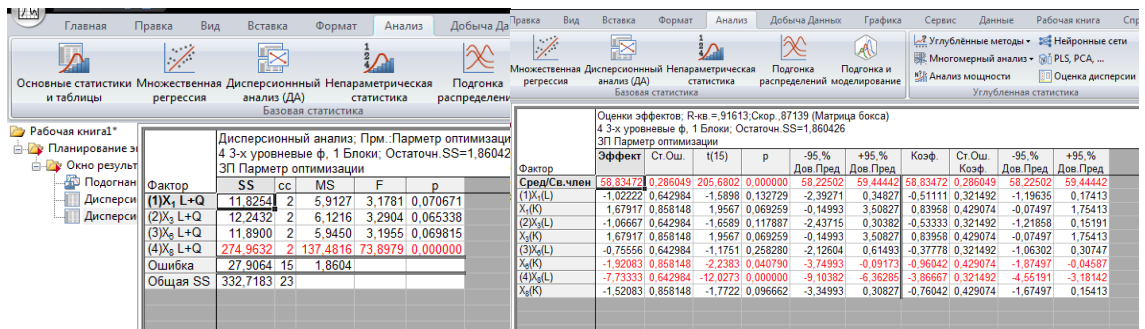 Главная Правка Вид Вставка Формат Анализ Добыча Да
Основные статистики и таблицы Множественная регрессия Дисперсионнный анализ (ДА) Непараметрическая статистика Подгонка распределени
Базовая статистика
Рабочая книга1*
Планирование э
Окно результ
Подогнан
Дисперси
Дисперси
Дисперсионный анализ; Прм.:Парметр оптимизаци
4 3-х уровневые ф, 1 Блоки; Остаточн.SS=1,86042
ЗП Парметр оптимизации
Фактор SS сс MS F p
(1)X₁ L+Q 11,8254 2 5,9127 3,1781 0,070671
(2)X₃ L+Q 12,2432 2 6,1216 3,2904 0,065338
(3)X₆ L+Q 11,8900 2 5,9450 3,1955 0,069815
(4)X₈ L+Q 274,9632 2 137,4816 73,8979 0,000000
Ошибка 27,9064 15 1,8604
Общая SS 332,7183 23
Правка Вид Вставка Формат Анализ Добыча Данных Графика Сервис Данные Рабочая книга Спр
Множественная регрессия Дисперсионнный анализ (ДА) Непараметрическая статистика Подгонка распределений Подгонка и моделирование
Углублённые методы Нейронные сети
Многомерный анализ PLS, PCA, ...
Анализ мощности Оценка дисперсии
Базовая статистика Углубленная статистика
Оценки эффектов; R-кв.=,91613;Скор.,87139 (Матрица бокса)
4 3-х уровневые ф, 1 Блоки; Остаточн.SS=1,860426
ЗП Парметр оптимизации
Фактор Эффект Ст.Ош. t(15) p -95,% Дов.Пред +95,% Дов.Пред Коэф. Ст.Ош. Коэф. -95,% Дов.Пред +95,% Дов.Пред
Сред/Св.член 58,83472 0,286049 205,6802 0,000000 58,22502 59,44442 58,83472 0,286049 58,22502 59,44442
(1)X₁(L) -1,02222 0,642984 -1,5898 0,132729 -2,39271 0,34827 -0,51111 0,321492 -1,19635 0,17413
X₁(K) 1,67917 0,858148 1,9567 0,069259 -0,14993 3,50827 0,83958 0,429074 -0,07497 1,75413
(2)X₃(L) -1,06667 0,642984 -1,6589 0,117887 -2,43715 0,30382 -0,53333 0,321492 -1,21858 0,15191
X₃(K) 1,67917 0,858148 1,9567 0,069259 -0,14993 3,50827 0,83958 0,429074 -0,07497 1,75413
(3)X₆(L) -0,75556 0,642984 -1,1751 0,258280 -2,12604 0,61493 -0,37778 0,321492 -1,06302 0,30747
X₆(K) -1,92083 0,858148 -2,2383 0,040790 -3,74993 -0,09173 -0,96042 0,429074 -1,87497 -0,04587
(4)X₈(L) -7,73333 0,642984 -12,0273 0,000000 -9,10382 -6,36285 -3,86667 0,321492 -4,55191 -3,18142
X₈(K) -1,52083 0,858148 -1,7722 0,096662 -3,34993 0,30827 -0,76042 0,429074 -1,67497 0,15413